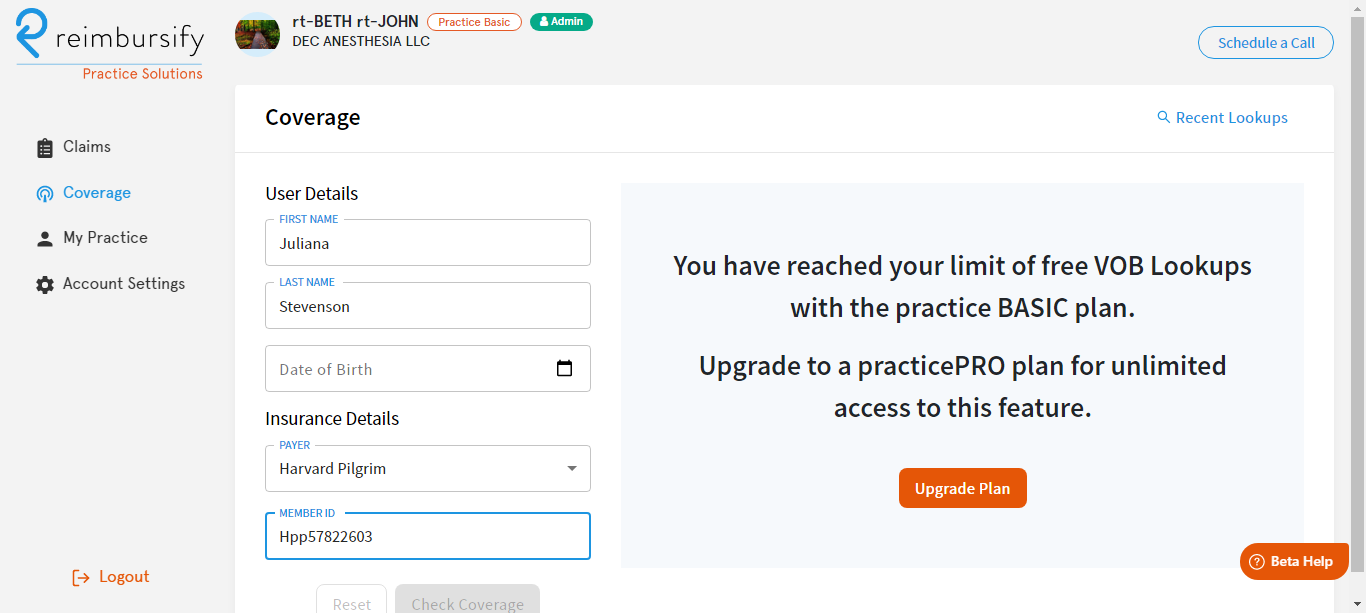 reimbursify
Practice Solutions
rt-BETH rt-JOHN Practice Basic Admin
DEC ANESTHESIA LLC
Schedule a Call
Claims
Coverage
My Practice
Account Settings
Logout
Coverage
Recent Lookups
User Details
FIRST NAME
Juliana
LAST NAME
Stevenson
Date of Birth
Insurance Details
PAYER
Harvard Pilgrim
MEMBER ID
Hpp57822603
Reset
Check Coverage
You have reached your limit of free VOB Lookups
with the practice BASIC plan.
Upgrade to a practicePRO plan for unlimited
access to this feature.
Upgrade Plan
Beta Help